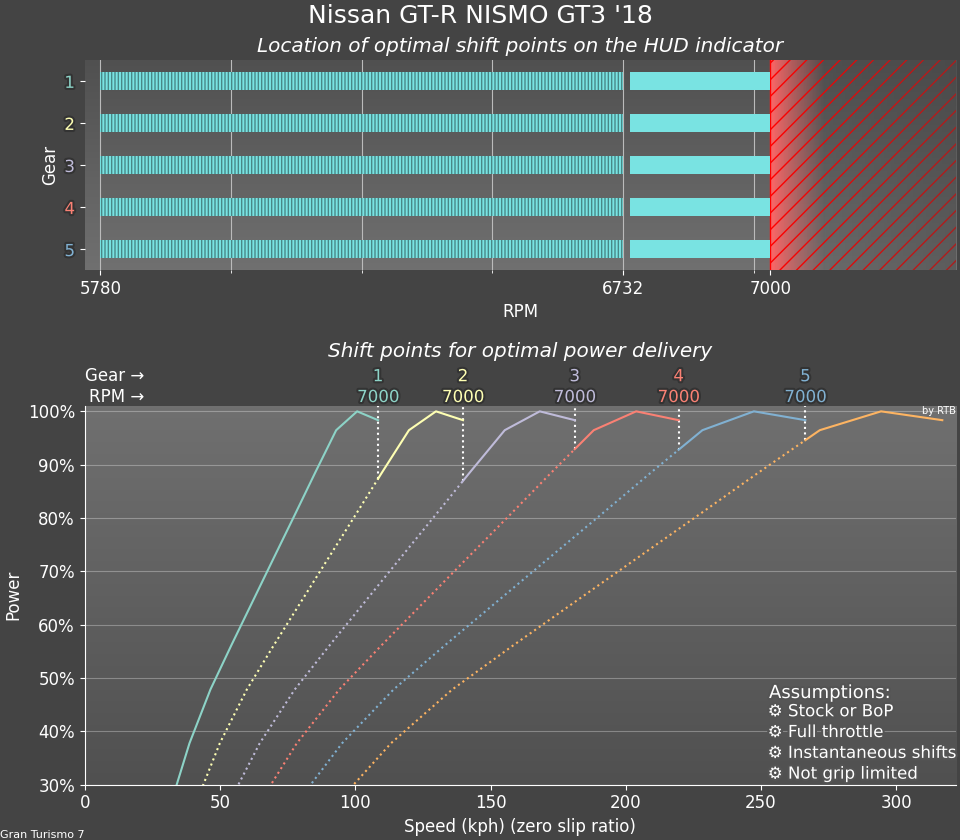 Nissan GT-R NISMO GT3 '18
Location of optimal shift points on the HUD indicator
1
2
3
4
5
Gear
5780 6732 7000
RPM
Shift points for optimal power delivery
Gear → 1 2 3 4 5
RPM → 7000 7000 7000 7000 7000
by RTB
100%
90%
80%
70%
60%
50%
40%
30%
Power
Assumptions:
⚙ Stock or BoP
⚙ Full throttle
⚙ Instantaneous shifts
⚙ Not grip limited
0 50 100 150 200 250 300
Speed (kph) (zero slip ratio)
Gran Turismo 7